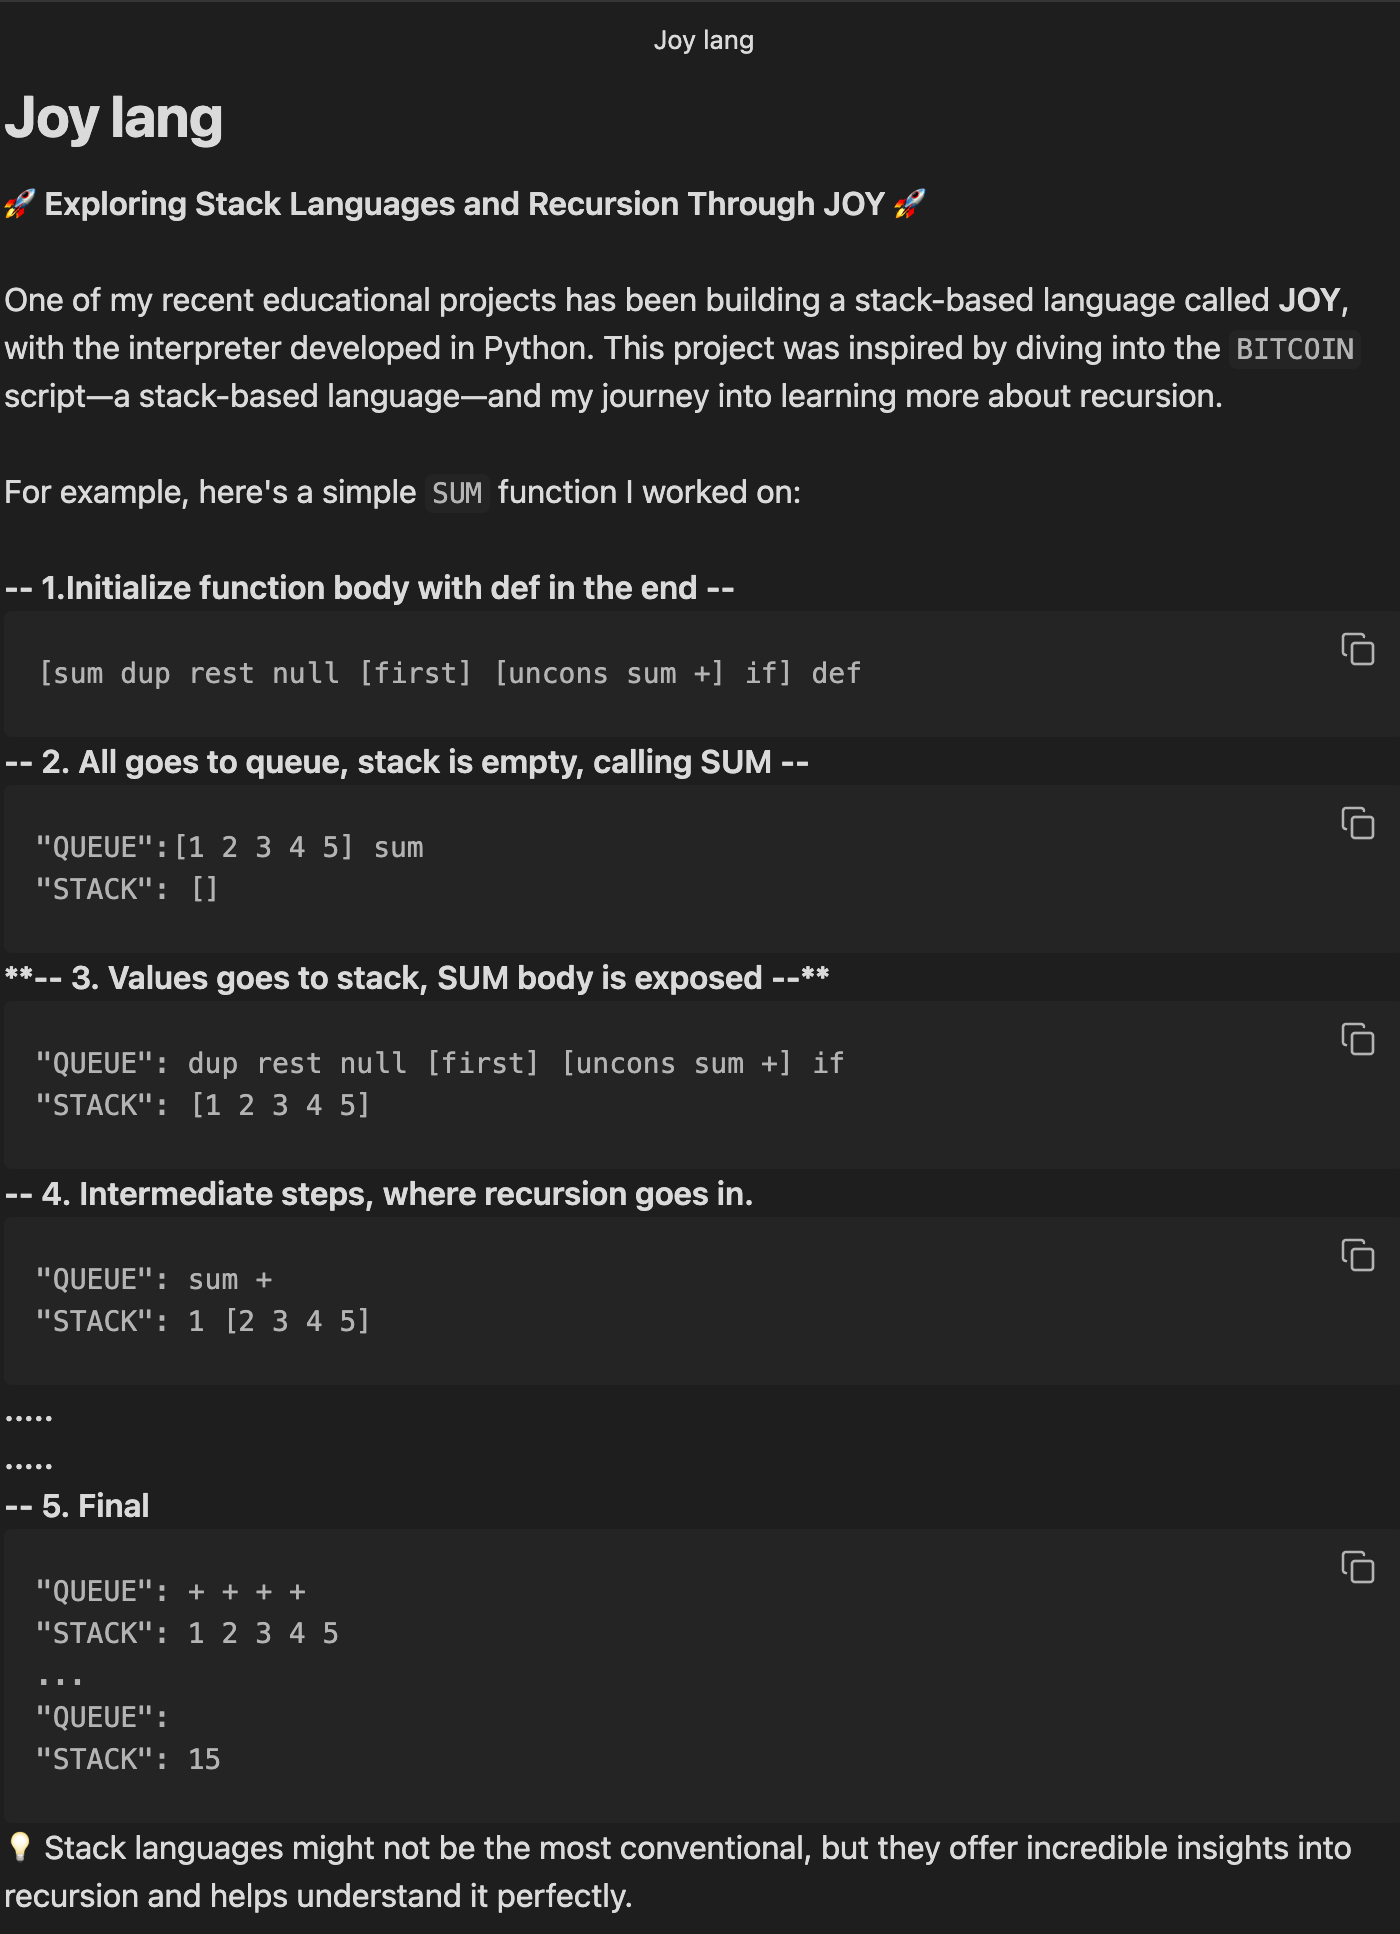 Joy lang
Joy lang
🚀 Exploring Stack Languages and Recursion Through JOY 🚀
One of my recent educational projects has been building a stack-based language called JOY,
with the interpreter developed in Python. This project was inspired by diving into the BITCOIN
script—a stack-based language—and my journey into learning more about recursion.
For example, here's a simple SUM function I worked on:
-- 1.Initialize function body with def in the end --
[sum dup rest null [first] [uncons sum +] if] def
-- 2. All goes to queue, stack is empty, calling SUM --
"QUEUE":[1 2 3 4 5] sum
"STACK": []
**-- 3. Values goes to stack, SUM body is exposed --**
"QUEUE": dup rest null [first] [uncons sum +] if
"STACK": [1 2 3 4 5]
-- 4. Intermediate steps, where recursion goes in.
"QUEUE": sum +
"STACK": 1 [2 3 4 5]
.....
.....
-- 5. Final
"QUEUE": + + + +
"STACK": 1 2 3 4 5
...
"QUEUE":
"STACK": 15
💡 Stack languages might not be the most conventional, but they offer incredible insights into
recursion and helps understand it perfectly.